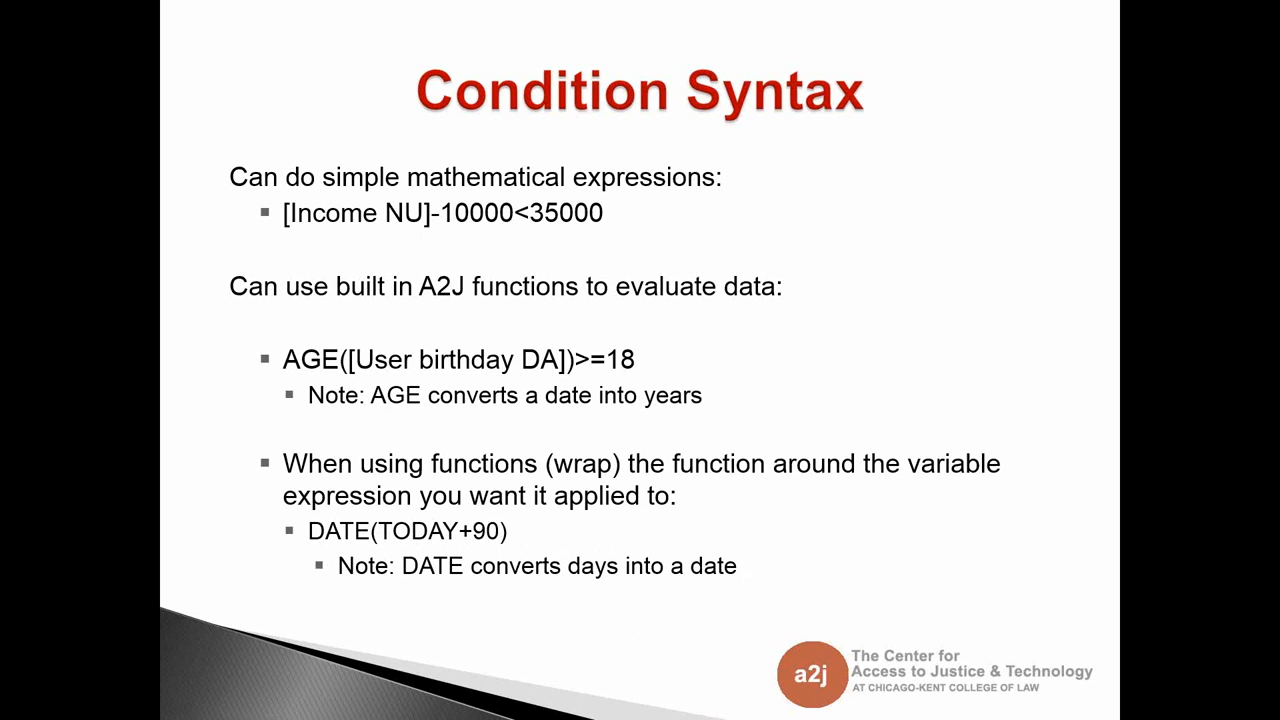 Condition Syntax
Can do simple mathematical expressions:
[Income NU]-10000<35000
Can use built in A2J functions to evaluate data:
AGE([User birthday DA])>=18
Note: AGE converts a date into years
When using functions (wrap) the function around the variable
expression you want it applied to:
DATE(TODAY+90)
Note: DATE converts days into a date
a2j
The Center for
Access to Justice & Technology
AT CHICAGO-KENT COLLEGE OF LAW